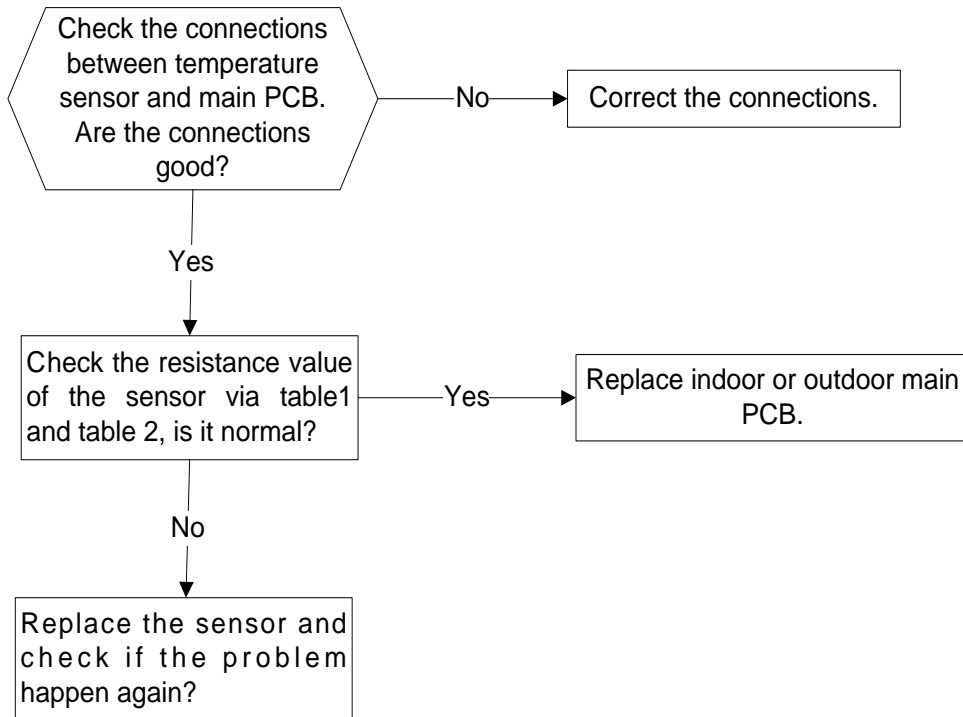 Check the connections
between temperature
sensor and main PCB.
Are the connections
good?
No
Correct the connections.
Yes
Check the resistance value
of the sensor via table1
and table 2, is it normal?
Yes
Replace indoor or outdoor main
PCB.
No
Replace the sensor and
check if the problem
happen again?